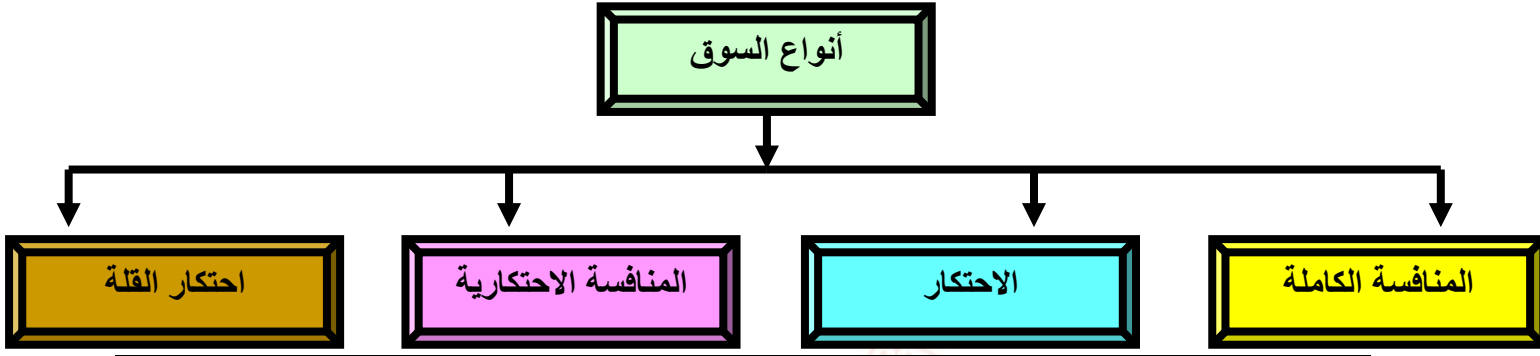 أنواع السوق
المنافسة الكاملة
الاحتكار
المنافسة الاحتكارية
احتكار القلة